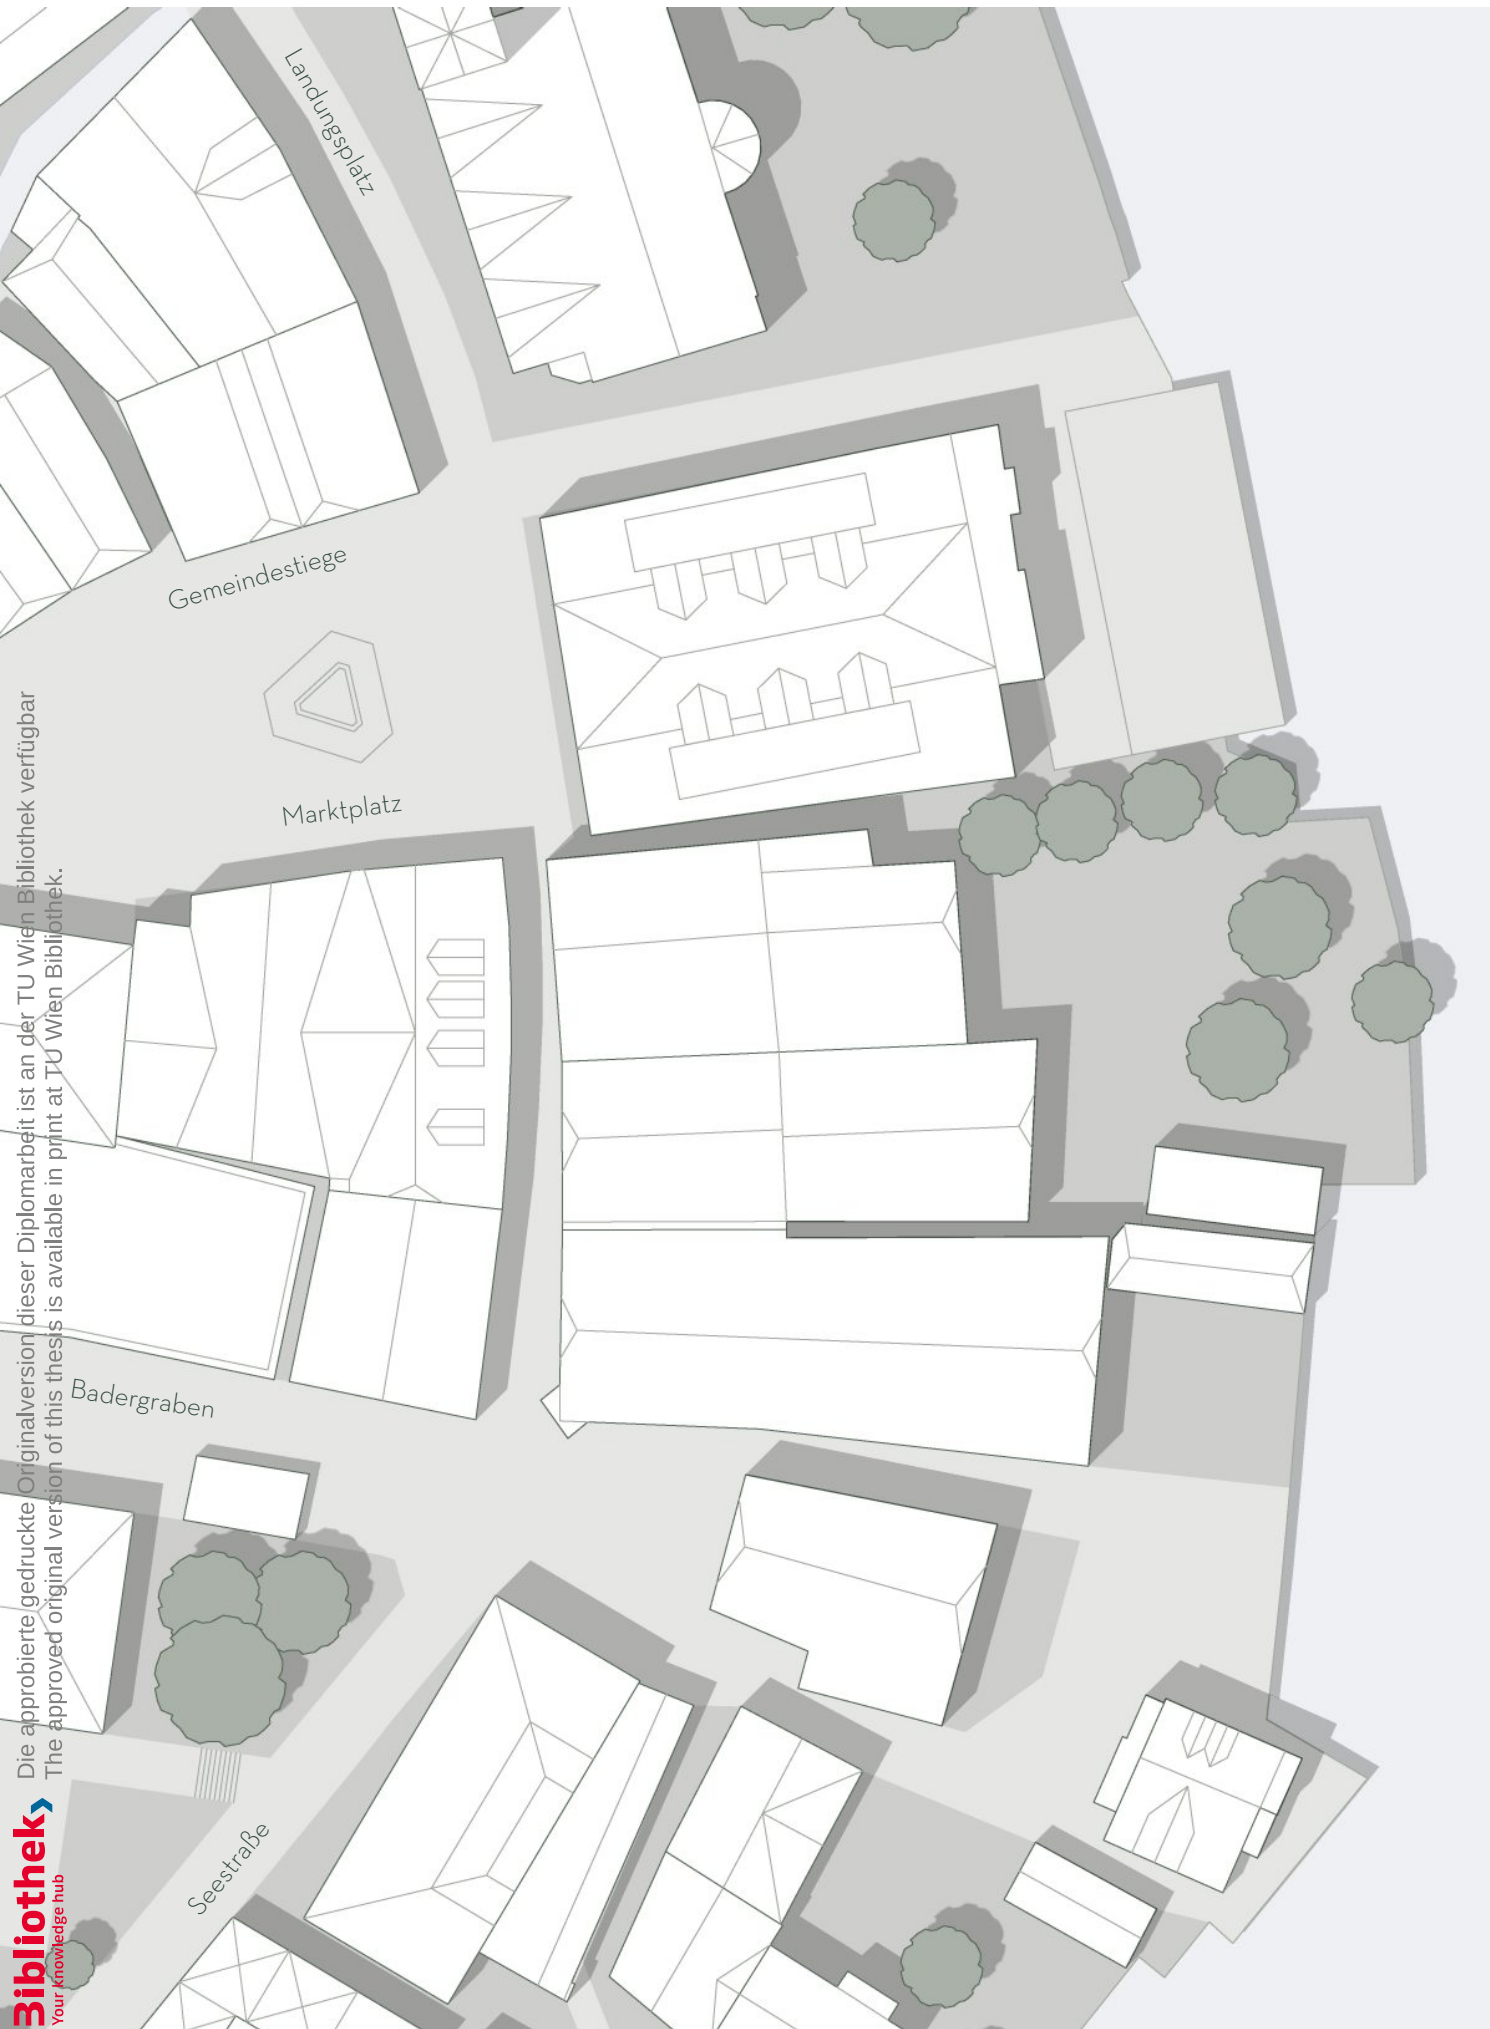 Landungsplatz
Gemeindestiege
Marktplatz
Badergraben
Seestraße
Die approbierte gedruckte Originalversion dieser Diplomarbeit ist an der TU Wien Bibliothek verfügbar
The approved original version of this thesis is available in print at TU Wien Bibliothek.
Bibliothek
Your knowledge hub